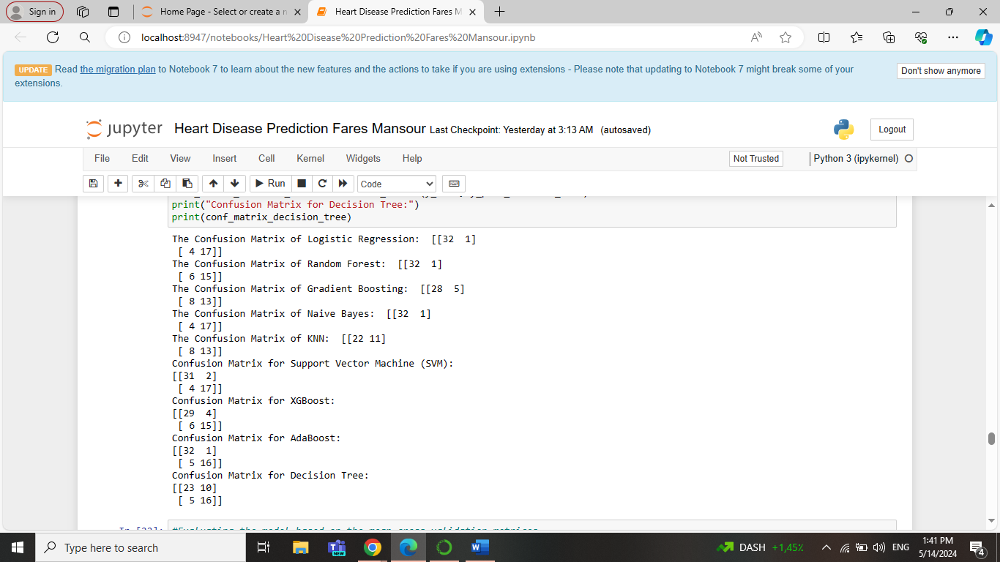 Sign in
Home Page - Select or create a n
Heart Disease Prediction Fares M
localhost:8947/notebooks/Heart%20Disease%20Prediction%20Fares%20Mansour.ipynb
UPDATE Read the migration plan to Notebook 7 to learn about the new features and the actions to take if you are using extensions - Please note that updating to Notebook 7 might break some of your
extensions.
Don't show anymore
jupyter Heart Disease Prediction Fares Mansour Last Checkpoint: Yesterday at 3:13 AM (autosaved)
Logout
File Edit View Insert Cell Kernel Widgets Help
Not Trusted
Python 3 (ipykernel)
Run
Code
print("Confusion Matrix for Decision Tree:")
print(conf_matrix_decision_tree)
The Confusion Matrix of Logistic Regression:  [[32  1]
 [ 4 17]]
The Confusion Matrix of Random Forest:  [[32  1]
 [ 6 15]]
The Confusion Matrix of Gradient Boosting:  [[28  5]
 [ 8 13]]
The Confusion Matrix of Naive Bayes:  [[32  1]
 [ 4 17]]
The Confusion Matrix of KNN:  [[22 11]
 [ 8 13]]
Confusion Matrix for Support Vector Machine (SVM):
[[31  2]
 [ 4 17]]
Confusion Matrix for XGBoost:
[[29  4]
 [ 6 15]]
Confusion Matrix for AdaBoost:
[[32  1]
 [ 5 16]]
Confusion Matrix for Decision Tree:
[[23 10]
 [ 5 16]]
Type here to search
NEW
DASH +1,45%
ENG
1:41 PM
5/14/2024
4